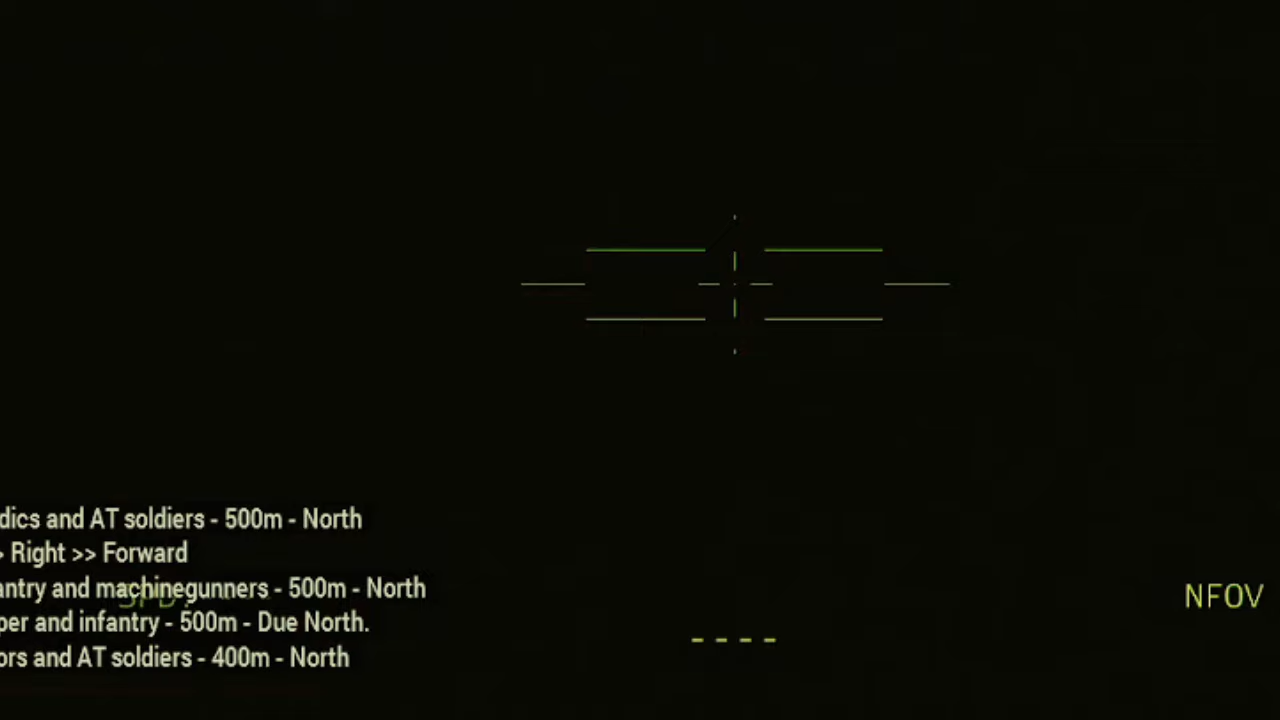 dics and AT soldiers - 500m - North
Right >> Forward
antry and machinegunners - 500m - North
SPD:
NFOV
per and infantry - 500m - Due North.
- - - -
ors and AT soldiers - 400m - North